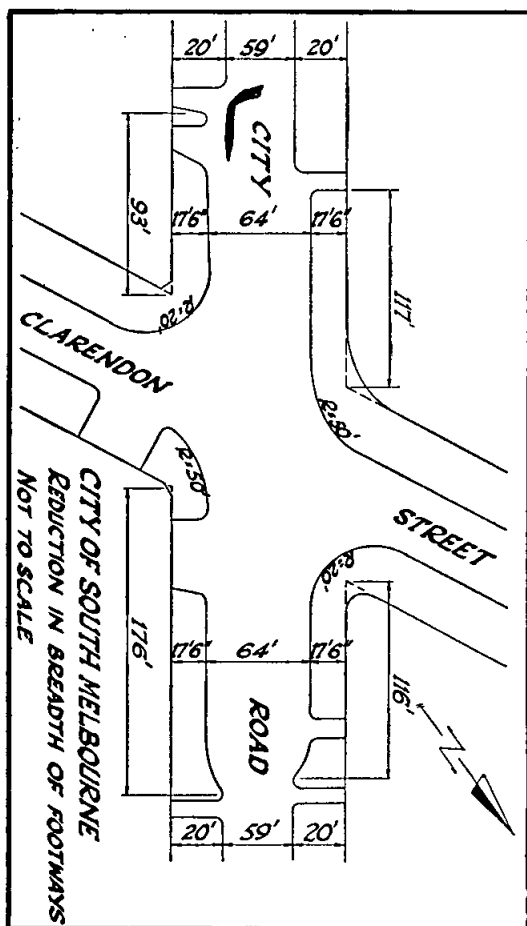 20' 59' 20'
CITY
93'
17'6" 64' 17'6"
117'
R=20'
CLARENDON
R=50'
R=50'
STREET
R=20'
176'
17'6" 64' 17'6"
116'
ROAD
N
20' 59' 20'
CITY OF SOUTH MELBOURNE
REDUCTION IN BREADTH OF FOOTWAYS
NOT TO SCALE